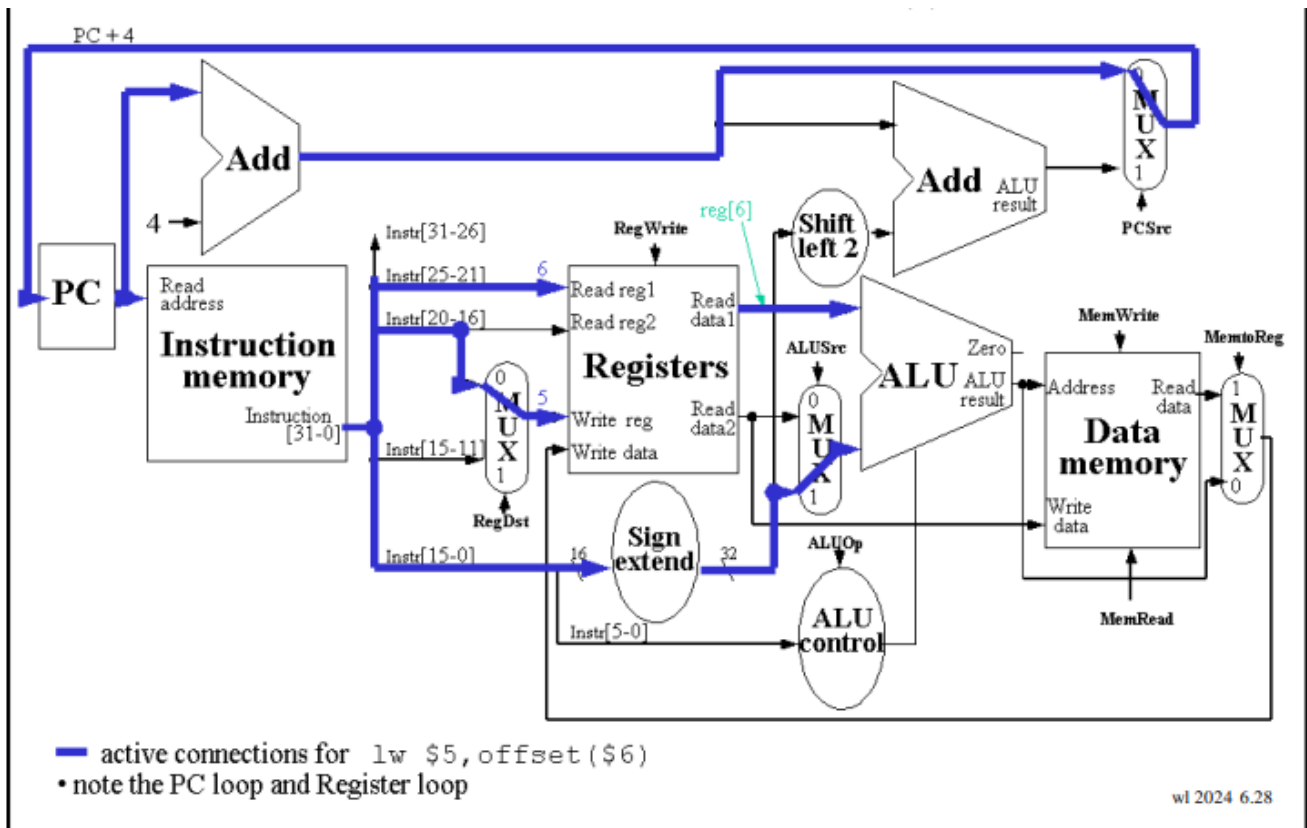 PC + 4
0
M
U
X
1
PCSrc
Add
4
Add
ALU
result
Shift
left 2
reg[6]
RegWrite
Instr[31-26]
Instr[25-21]
6
Instr[20-16]
5
Instr[15-11]
Instr[15-0]
Instr[5-0]
PC
Read
address
Instruction
memory
Instruction
[31-0]
0
M
U
X
1
RegDst
Read reg1
Read reg2
Registers
Write reg
Write data
Read
data1
Read
data2
16
Sign
extend
32
ALUSrc
0
M
U
X
1
ALUOp
ALU
control
Zero
ALU
ALU
result
MemWrite
Address
Read
data
Data
memory
Write
data
MemRead
MemtoReg
1
M
U
X
0
active connections for lw $5,offset($6)
• note the PC loop and Register loop
wl 2024 6.28